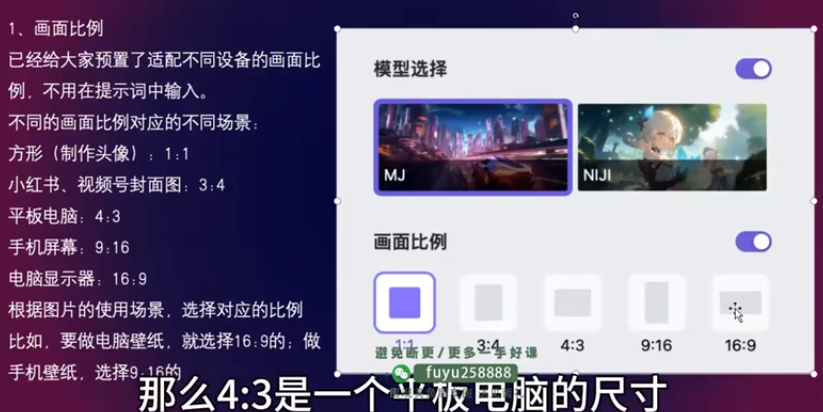 1、画面比例
已经给大家预置了适配不同设备的画面比
例，不用在提示词中输入。
不同的画面比例对应的不同场景：
方形（制作头像）：1:1
小红书、视频号封面图：3:4
平板电脑：4:3
手机屏幕：9:16
电脑显示器：16:9
根据图片的使用场景，选择对应的比例
比如，要做电脑壁纸，就选择16:9的；做
手机壁纸，选择9:16的
模型选择
MJ
NIJI
画面比例
1:1
3:4
4:3
9:16
16:9
避免断更/更多一手好课
fuyu258888
那么4:3是一个平板电脑的尺寸